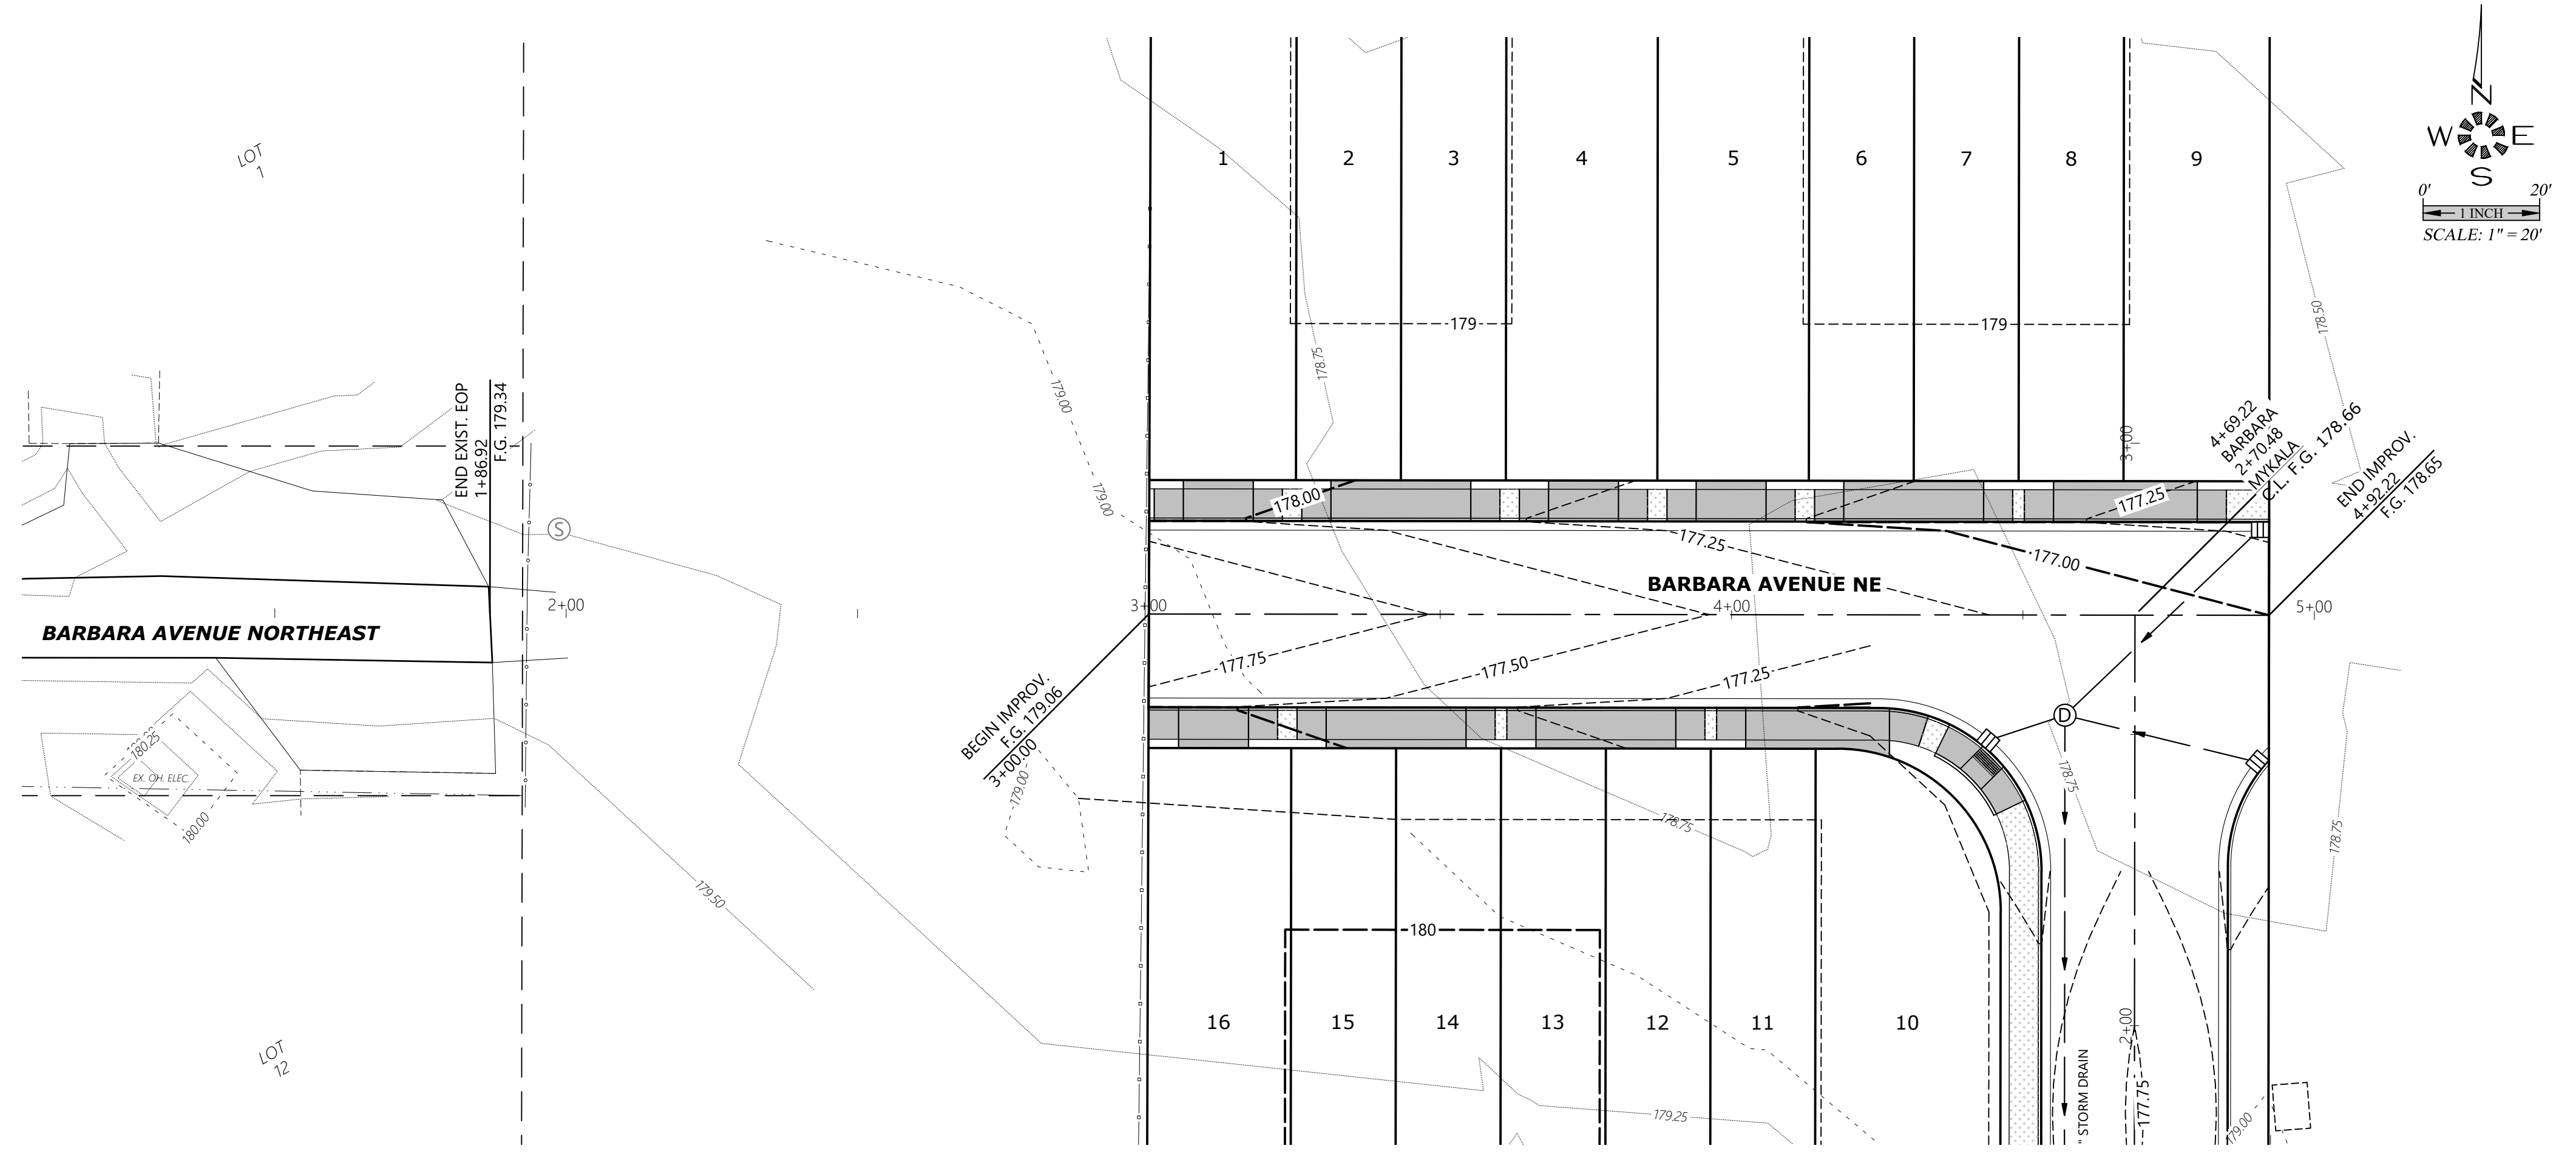 N
W E
S
0' 20'
1 INCH
SCALE: 1" = 20'
LOT
1
1
2
3
4
5
6
7
8
9
179
179
178.75
178.50
179.00
179.00
END EXIST. EOP
1+86.92
F.G. 179.34
3+00
4+69.22
BARBARA
2+70.48
MYKALA
C.L. F.G. 178.66
END IMPROV.
4+92.22
F.G. 178.65
178.00
177.25
S
177.25
177.00
BARBARA AVENUE NE
2+00
3+00
4+00
5+00
BARBARA AVENUE NORTHEAST
177.75
177.50
177.25
BEGIN IMPROV.
F.G. 179.06
3+00.00
D
180.25
EX. OH. ELEC.
180.00
179.00
178.75
178.75
178.75
179.50
180
16
15
14
13
12
11
10
LOT
12
2+00
" STORM DRAIN
177.75
179.25
179.00